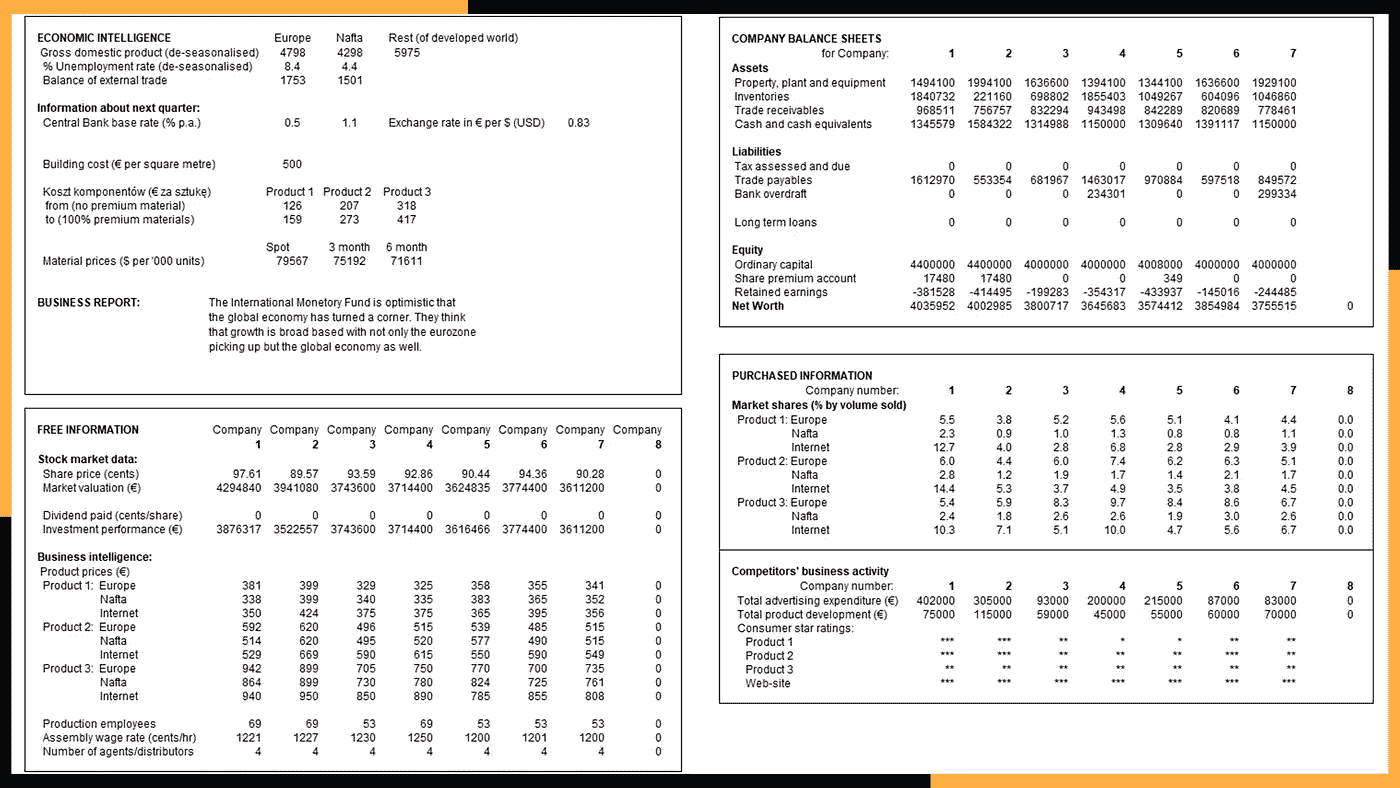 ECONOMIC INTELLIGENCE Europe Nafta Rest (of developed world)
Gross domestic product (de-seasonalised) 4798 4298 5975
% Unemployment rate (de-seasonalised) 8.4 4.4
Balance of external trade 1753 1501
Information about next quarter:
Central Bank base rate (% p.a.) 0.5 1.1 Exchange rate in € per $ (USD) 0.83
Building cost (€ per square metre) 500
Koszt komponentów (€ za sztukę) Product 1 Product 2 Product 3
from (no premium material) 126 207 318
to (100% premium materials) 159 273 417
Spot 3 month 6 month
Material prices ($ per '000 units) 79567 75192 71611
BUSINESS REPORT: The International Monetary Fund is optimistic that
the global economy has turned a corner. They think
that growth is broad based with not only the eurozone
picking up but the global economy as well.
FREE INFORMATION Company Company Company Company Company Company Company Company
1 2 3 4 5 6 7 8
Stock market data:
Share price (cents) 97.61 89.57 93.59 92.86 90.44 94.36 90.28 0
Market valuation (€) 4294840 3941080 3743600 3714400 3624835 3774400 3611200 0
Dividend paid (cents/share) 0 0 0 0 0 0 0 0
Investment performance (€) 3876317 3522557 3743600 3714400 3616466 3774400 3611200 0
Business intelligence:
Product prices (€)
Product 1: Europe 381 399 329 325 358 355 341 0
Nafta 338 399 340 335 383 365 352 0
Internet 350 424 375 375 365 395 356 0
Product 2: Europe 592 620 496 515 539 485 515 0
Nafta 514 620 495 520 577 490 515 0
Internet 529 669 590 615 550 590 549 0
Product 3: Europe 942 899 705 750 770 700 735 0
Nafta 864 899 730 780 824 725 761 0
Internet 940 950 850 890 785 855 808 0
Production employees 69 69 53 69 53 53 53 0
Assembly wage rate (cents/hr) 1221 1227 1230 1250 1200 1201 1200 0
Number of agents/distributors 4 4 4 4 4 4 4 0
COMPANY BALANCE SHEETS
for Company: 1 2 3 4 5 6 7
Assets
Property, plant and equipment 1494100 1994100 1636600 1394100 1344100 1636600 1929100
Inventories 1840732 221160 698802 1855403 1049267 604096 1046860
Trade receivables 968511 756757 832294 943498 842289 820689 778461
Cash and cash equivalents 1345579 1584322 1314988 1150000 1309640 1391117 1150000
Liabilities
Tax assessed and due 0 0 0 0 0 0 0
Trade payables 1612970 553354 681967 1463017 970884 597518 849572
Bank overdraft 0 0 0 234301 0 0 299334
Long term loans 0 0 0 0 0 0 0
Equity
Ordinary capital 4400000 4400000 4000000 4000000 4008000 4000000 4000000
Share premium account 17480 17480 0 0 349 0 0
Retained earnings -381528 -414495 -199283 -354317 -433937 -145016 -244485
Net Worth 4035952 4002985 3800717 3645683 3574412 3854984 3755515 0
PURCHASED INFORMATION
Company number: 1 2 3 4 5 6 7 8
Market shares (% by volume sold)
Product 1: Europe 5.5 3.8 5.2 5.6 5.1 4.1 4.4 0.0
Nafta 2.3 0.9 1.0 1.3 0.8 0.8 1.1 0.0
Internet 12.7 4.0 2.8 6.8 2.8 2.9 3.9 0.0
Product 2: Europe 6.0 4.4 6.0 7.4 6.2 6.3 5.1 0.0
Nafta 2.8 1.2 1.9 1.7 1.4 2.1 1.7 0.0
Internet 14.4 5.3 3.7 4.9 3.5 3.8 4.5 0.0
Product 3: Europe 5.4 5.9 8.3 9.7 8.4 8.6 6.7 0.0
Nafta 2.4 1.8 2.6 2.6 1.9 3.0 2.6 0.0
Internet 10.3 7.1 5.1 10.0 4.7 5.6 6.7 0.0
Competitors' business activity
Company number: 1 2 3 4 5 6 7 8
Total advertising expenditure (€) 402000 305000 93000 200000 215000 87000 83000 0
Total product development (€) 75000 115000 59000 45000 55000 60000 70000 0
Consumer star ratings:
Product 1 *** *** ** * * ** **
Product 2 *** *** ** ** ** *** **
Product 3 ** ** ** ** ** ** **
Web-site *** *** *** *** *** *** ***